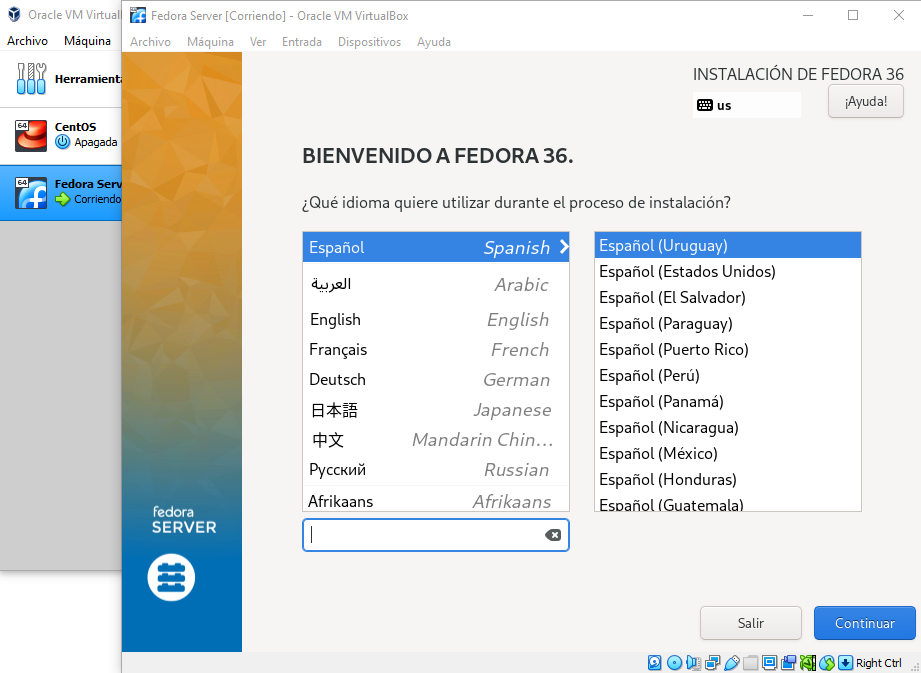 Oracle VM Virtuall
Archivo Máquina
Herramienta
64
CentOS
Apagada
64
Fedora Serv
Corriendo
Fedora Server [Corriendo] - Oracle VM VirtualBox
Archivo Máquina Ver Entrada Dispositivos Ayuda
INSTALACIÓN DE FEDORA 36
us
¡Ayuda!
BIENVENIDO A FEDORA 36.
¿Qué idioma quiere utilizar durante el proceso de instalación?
Español Spanish
العربية Arabic
English English
Français French
Deutsch German
日本語 Japanese
中文 Mandarin Chin...
Русский Russian
Afrikaans Afrikaans
Español (Uruguay)
Español (Estados Unidos)
Español (El Salvador)
Español (Paraguay)
Español (Puerto Rico)
Español (Perú)
Español (Panamá)
Español (Nicaragua)
Español (México)
Español (Honduras)
Español (Guatemala)
fedora
SERVER
Salir
Continuar
Right Ctrl